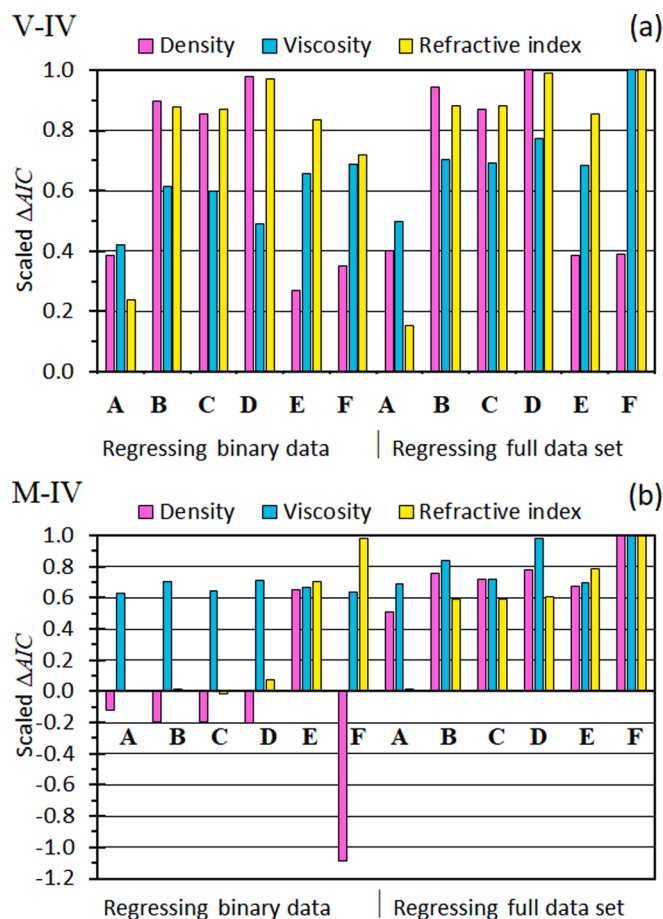 V-IV (a)
Density Viscosity Refractive index
1.0
0.8
0.6
0.4
0.2
0.0
Scaled ΔAIC
A B C D E F A B C D E F
Regressing binary data | Regressing full data set
M-IV (b)
Density Viscosity Refractive index
1.0
0.8
0.6
0.4
0.2
0.0
-0.2
-0.4
-0.6
-0.8
-1.0
-1.2
Scaled ΔAIC
A B C D E F A B C D E F
Regressing binary data | Regressing full data set